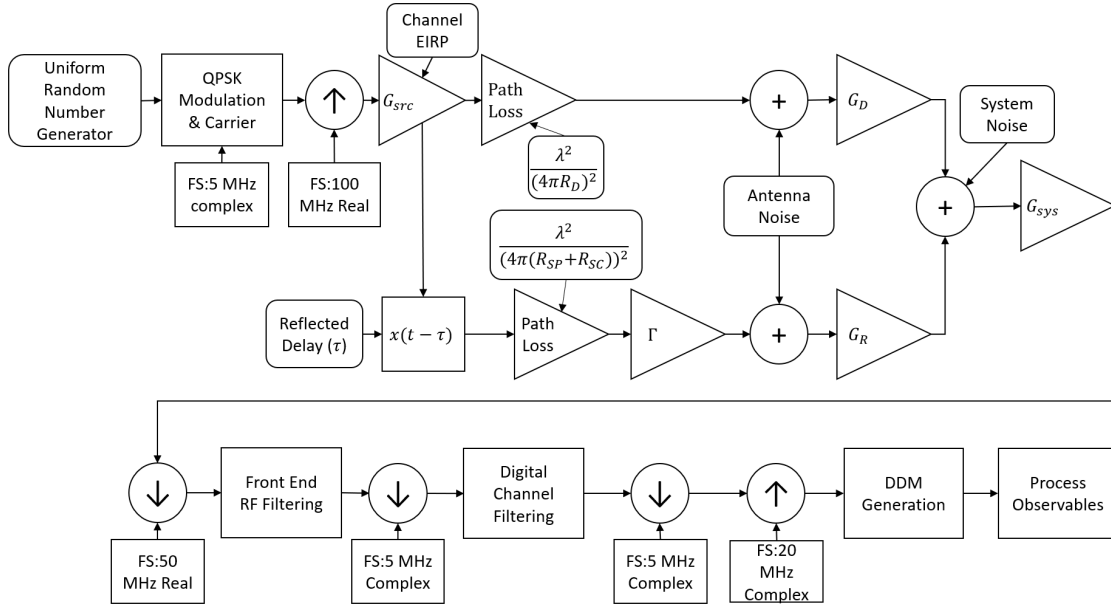 Channel
EIRP
Uniform
Random
Number
Generator
QPSK
Modulation
& Carrier
↑
G_src
Path
Loss
+
G_D
System
Noise
FS:5 MHz
complex
FS:100
MHz Real
λ²
(4πR_D)²
Antenna
Noise
+
G_sys
λ²
(4π(R_SP+R_SC))²
Reflected
Delay (τ)
x(t − τ)
Path
Loss
Γ
+
G_R
↓
Front End
RF Filtering
↓
Digital
Channel
Filtering
↓
↑
DDM
Generation
Process
Observables
FS:50
MHz Real
FS:5 MHz
Complex
FS:5 MHz
Complex
FS:20
MHz
Complex